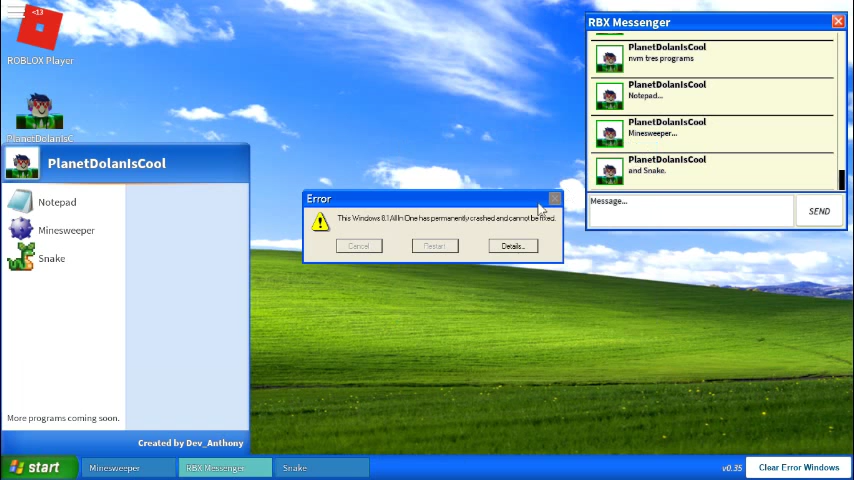 <13
ROBLOX Player
PlanetDolanIsC
PlanetDolanIsCool
Notepad
Minesweeper
Snake
More programs coming soon.
Created by Dev_Anthony
Error
This Windows 8.1 All In One has permanently crashed and cannot be fixed.
Cancel
Restart
Details...
RBX Messenger
PlanetDolanIsCool
nvm tres programs
PlanetDolanIsCool
Notepad...
PlanetDolanIsCool
Minesweeper...
PlanetDolanIsCool
and Snake.
Message...
SEND
start
Minesweeper
RBX Messenger
Snake
v0.35
Clear Error Windows